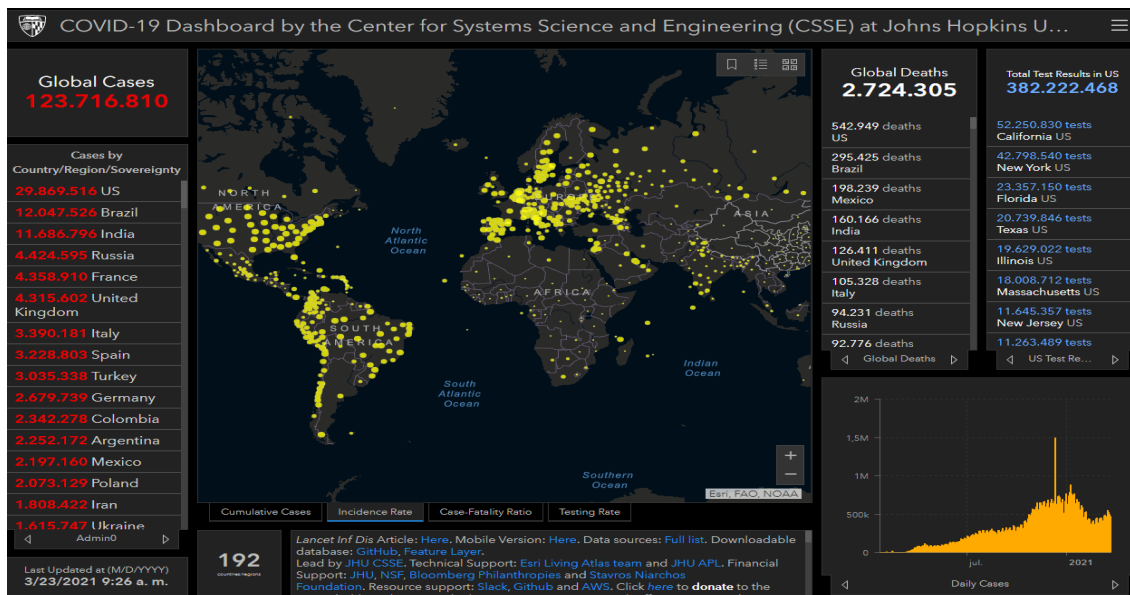 COVID-19 Dashboard by the Center for Systems Science and Engineering (CSSE) at Johns Hopkins U...
Global Cases
123.716.810
Cases by
Country/Region/Sovereignty
29.869.516 US
12.047.526 Brazil
11.686.796 India
4.424.595 Russia
4.358.910 France
4.315.602 United
Kingdom
3.390.181 Italy
3.228.803 Spain
3.035.338 Turkey
2.679.739 Germany
2.342.278 Colombia
2.252.172 Argentina
2.197.160 Mexico
2.073.129 Poland
1.808.422 Iran
1.615.747 Ukraine
Admin0
Last Updated at (M/D/YYYY)
3/23/2021 9:26 a. m.
NORTH
AMERICA
North
Atlantic
Ocean
EUROPE
ASIA
AFRICA
SOUTH
AMERICA
Indian
Ocean
South
Atlantic
Ocean
Southern
Ocean
+
−
Esri, FAO, NOAA
Cumulative Cases
Incidence Rate
Case-Fatality Ratio
Testing Rate
192
countries/regions
Lancet Inf Dis Article: Here. Mobile Version: Here. Data sources: Full list. Downloadable
database: GitHub, Feature Layer.
Lead by JHU CSSE. Technical Support: Esri Living Atlas team and JHU APL. Financial
Support: JHU, NSF, Bloomberg Philanthropies and Stavros Niarchos
Foundation. Resource support: Slack, Github and AWS. Click here to donate to the
Global Deaths
2.724.305
542.949 deaths
US
295.425 deaths
Brazil
198.239 deaths
Mexico
160.166 deaths
India
126.411 deaths
United Kingdom
105.328 deaths
Italy
94.231 deaths
Russia
92.776 deaths
Global Deaths
Total Test Results in US
382.222.468
52.250.830 tests
California US
42.798.540 tests
New York US
23.357.150 tests
Florida US
20.739.846 tests
Texas US
19.629.022 tests
Illinois US
18.008.712 tests
Massachusetts US
11.645.357 tests
New Jersey US
11.263.489 tests
US Test Re...
2M
1,5M
1M
500k
0
jul.
2021
Daily Cases